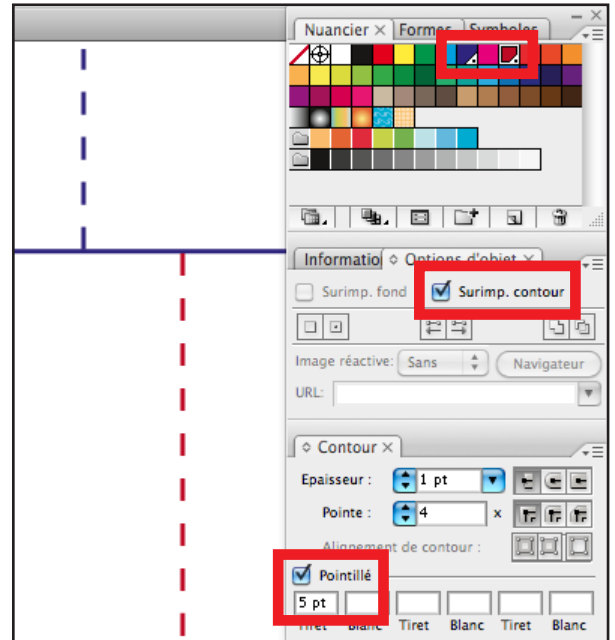 Nuancier × Formes Symboles
Informatio Options d'objet ×
Surimp. fond Surimp. contour
Image réactive: Sans Navigateur
URL:
Contour ×
Epaisseur : 1 pt
Pointe : 4 x
Alignement de contour :
Pointillé
5 pt
Tiret Blanc Tiret Blanc Tiret Blanc